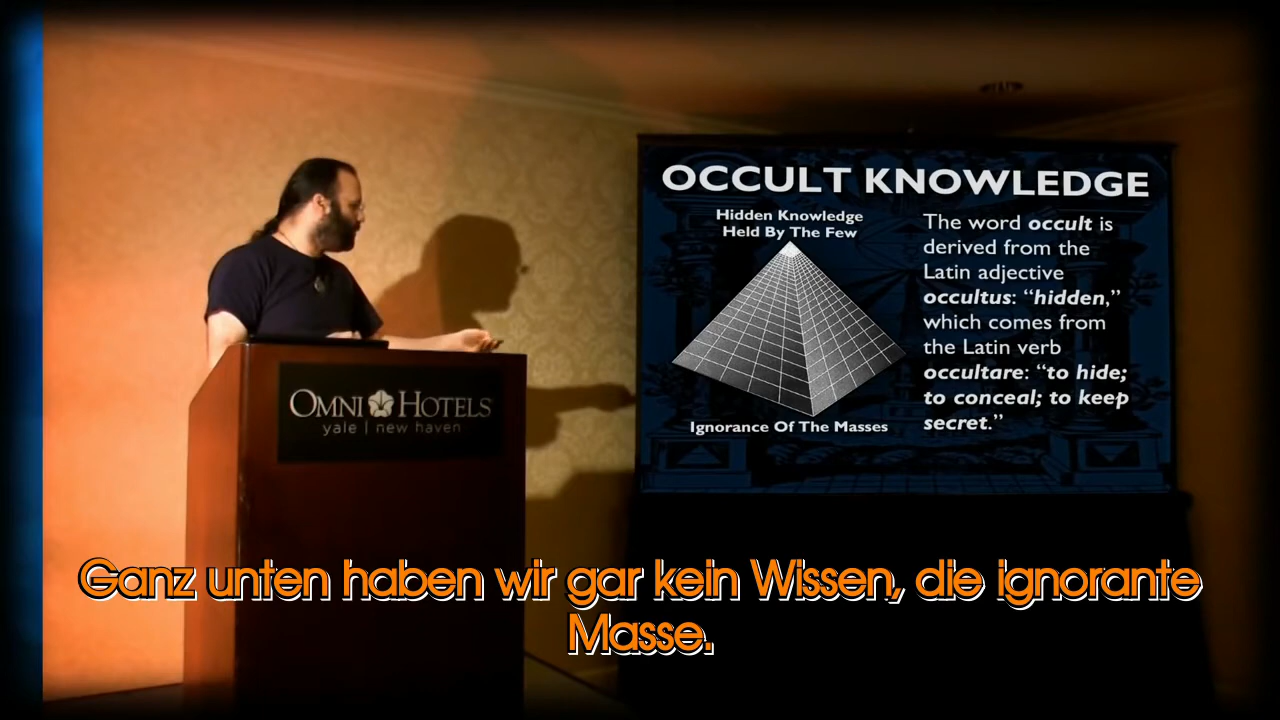 OCCULT KNOWLEDGE
Hidden Knowledge
Held By The Few
Ignorance Of The Masses
The word occult is
derived from the
Latin adjective
occultus: “hidden,”
which comes from
the Latin verb
occultare: “to hide;
to conceal; to keep
secret.”
OMNI HOTELS
yale | new haven
Ganz unten haben wir gar kein Wissen, die ignorante
Masse.